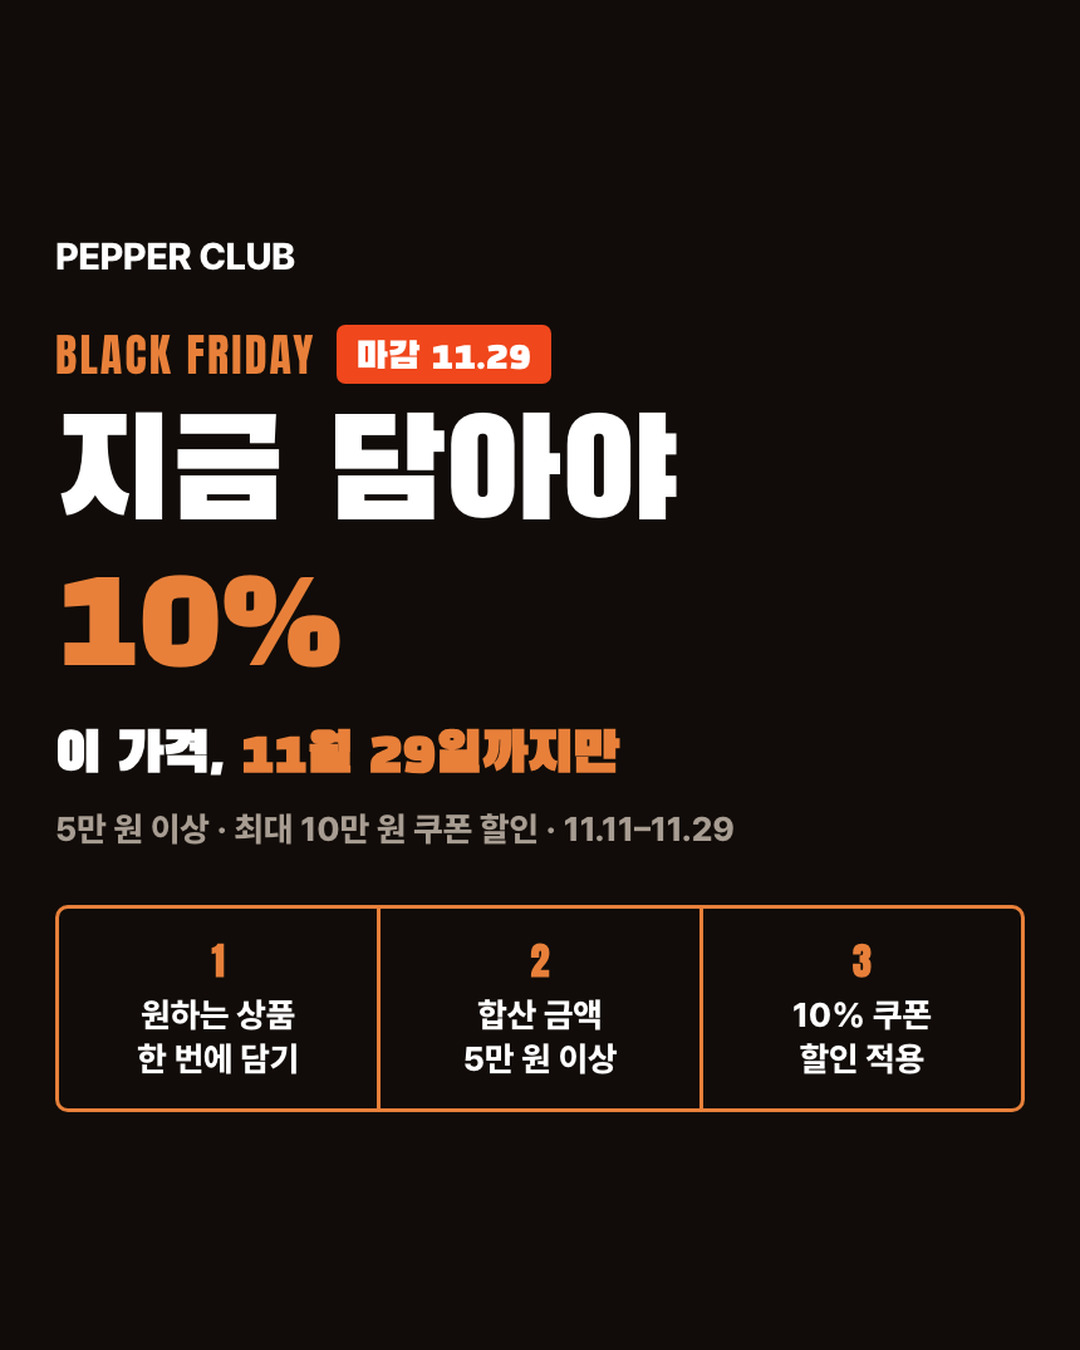 PEPPER CLUB
BLACK FRIDAY 마감 11.29
지금 담아야
10%
이 가격, 11월 29일까지만
5만 원 이상 · 최대 10만 원 쿠폰 할인 · 11.11–11.29
1
원하는 상품
한 번에 담기
2
합산 금액
5만 원 이상
3
10% 쿠폰
할인 적용